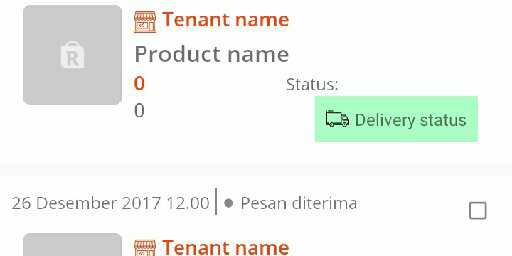 Tenant name
Product name
0
Status:
0
Delivery status
26 Desember 2017 12.00
Pesan diterima
Tenant name